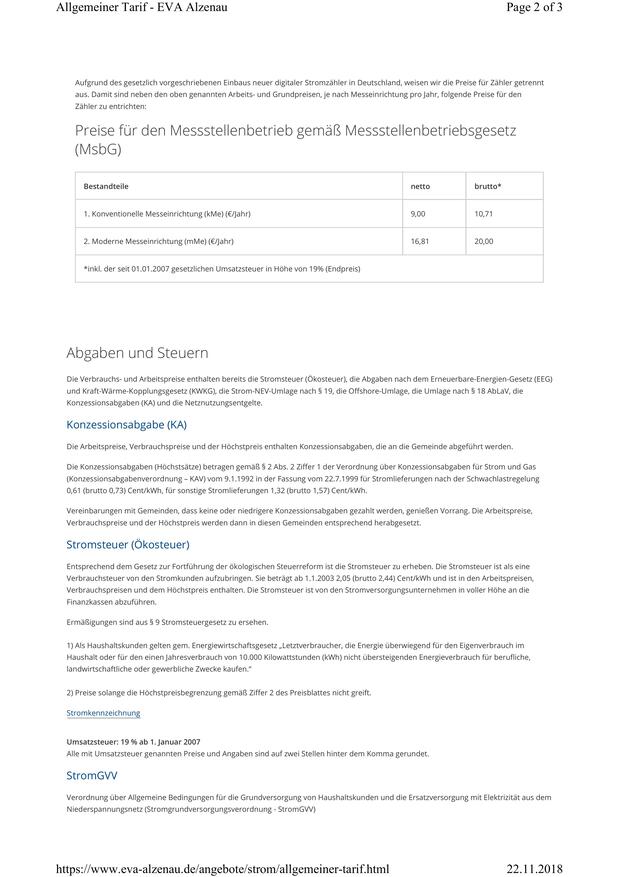 Allgemeiner Tarif - EVA Alzenau Page 2 of 3
Aufgrund des gesetzlich vorgeschriebenen Einbaus neuer digitaler Stromzähler in Deutschland, weisen wir die Preise für Zähler getrennt
aus. Damit sind neben den oben genannten Arbeits- und Grundpreisen, je nach Messeinrichtung pro Jahr, folgende Preise für den
Zähler zu entrichten:
Preise für den Messstellenbetrieb gemäß Messstellenbetriebsgesetz
(MsbG)
Bestandteile netto brutto*
1. Konventionelle Messeinrichtung (kMe) (€/Jahr) 9,00 10,71
2. Moderne Messeinrichtung (mMe) (€/Jahr) 16,81 20,00
*inkl. der seit 01.01.2007 gesetzlichen Umsatzsteuer in Höhe von 19% (Endpreis)
Abgaben und Steuern
Die Verbrauchs- und Arbeitspreise enthalten bereits die Stromsteuer (Ökosteuer), die Abgaben nach dem Erneuerbare-Energien-Gesetz (EEG)
und Kraft-Wärme-Kopplungsgesetz (KWKG), die Strom-NEV-Umlage nach § 19, die Offshore-Umlage, die Umlage nach § 18 AbLaV, die
Konzessionsabgaben (KA) und die Netznutzungsentgelte.
Konzessionsabgabe (KA)
Die Arbeitspreise, Verbrauchspreise und der Höchstpreis enthalten Konzessionsabgaben, die an die Gemeinde abgeführt werden.
Die Konzessionsabgaben (Höchstsätze) betragen gemäß § 2 Abs. 2 Ziffer 1 der Verordnung über Konzessionsabgaben für Strom und Gas
(Konzessionsabgabenverordnung – KAV) vom 9.1.1992 in der Fassung vom 22.7.1999 für Stromlieferungen nach der Schwachlastregelung
0,61 (brutto 0,73) Cent/kWh, für sonstige Stromlieferungen 1,32 (brutto 1,57) Cent/kWh.
Vereinbarungen mit Gemeinden, dass keine oder niedrigere Konzessionsabgaben gezahlt werden, genießen Vorrang. Die Arbeitspreise,
Verbrauchspreise und der Höchstpreis werden dann in diesen Gemeinden entsprechend herabgesetzt.
Stromsteuer (Ökosteuer)
Entsprechend dem Gesetz zur Fortführung der ökologischen Steuerreform ist die Stromsteuer zu erheben. Die Stromsteuer ist als eine
Verbrauchsteuer von den Stromkunden aufzubringen. Sie beträgt ab 1.1.2003 2,05 (brutto 2,44) Cent/kWh und ist in den Arbeitspreisen,
Verbrauchspreisen und dem Höchstpreis enthalten. Die Stromsteuer ist von den Stromversorgungsunternehmen in voller Höhe an die
Finanzkassen abzuführen.
Ermäßigungen sind aus § 9 Stromsteuergesetz zu ersehen.
1) Als Haushaltskunden gelten gem. Energiewirtschaftsgesetz „Letztverbraucher, die Energie überwiegend für den Eigenverbrauch im
Haushalt oder für den einen Jahresverbrauch von 10.000 Kilowattstunden (kWh) nicht übersteigenden Energieverbrauch für berufliche,
landwirtschaftliche oder gewerbliche Zwecke kaufen.“
2) Preise solange die Höchstpreisbegrenzung gemäß Ziffer 2 des Preisblattes nicht greift.
Stromkennzeichnung
Umsatzsteuer: 19 % ab 1. Januar 2007
Alle mit Umsatzsteuer genannten Preise und Angaben sind auf zwei Stellen hinter dem Komma gerundet.
StromGVV
Verordnung über Allgemeine Bedingungen für die Grundversorgung von Haushaltskunden und die Ersatzversorgung mit Elektrizität aus dem
Niederspannungsnetz (Stromgrundversorgungsverordnung - StromGVV)
https://www.eva-alzenau.de/angebote/strom/allgemeiner-tarif.html 22.11.2018